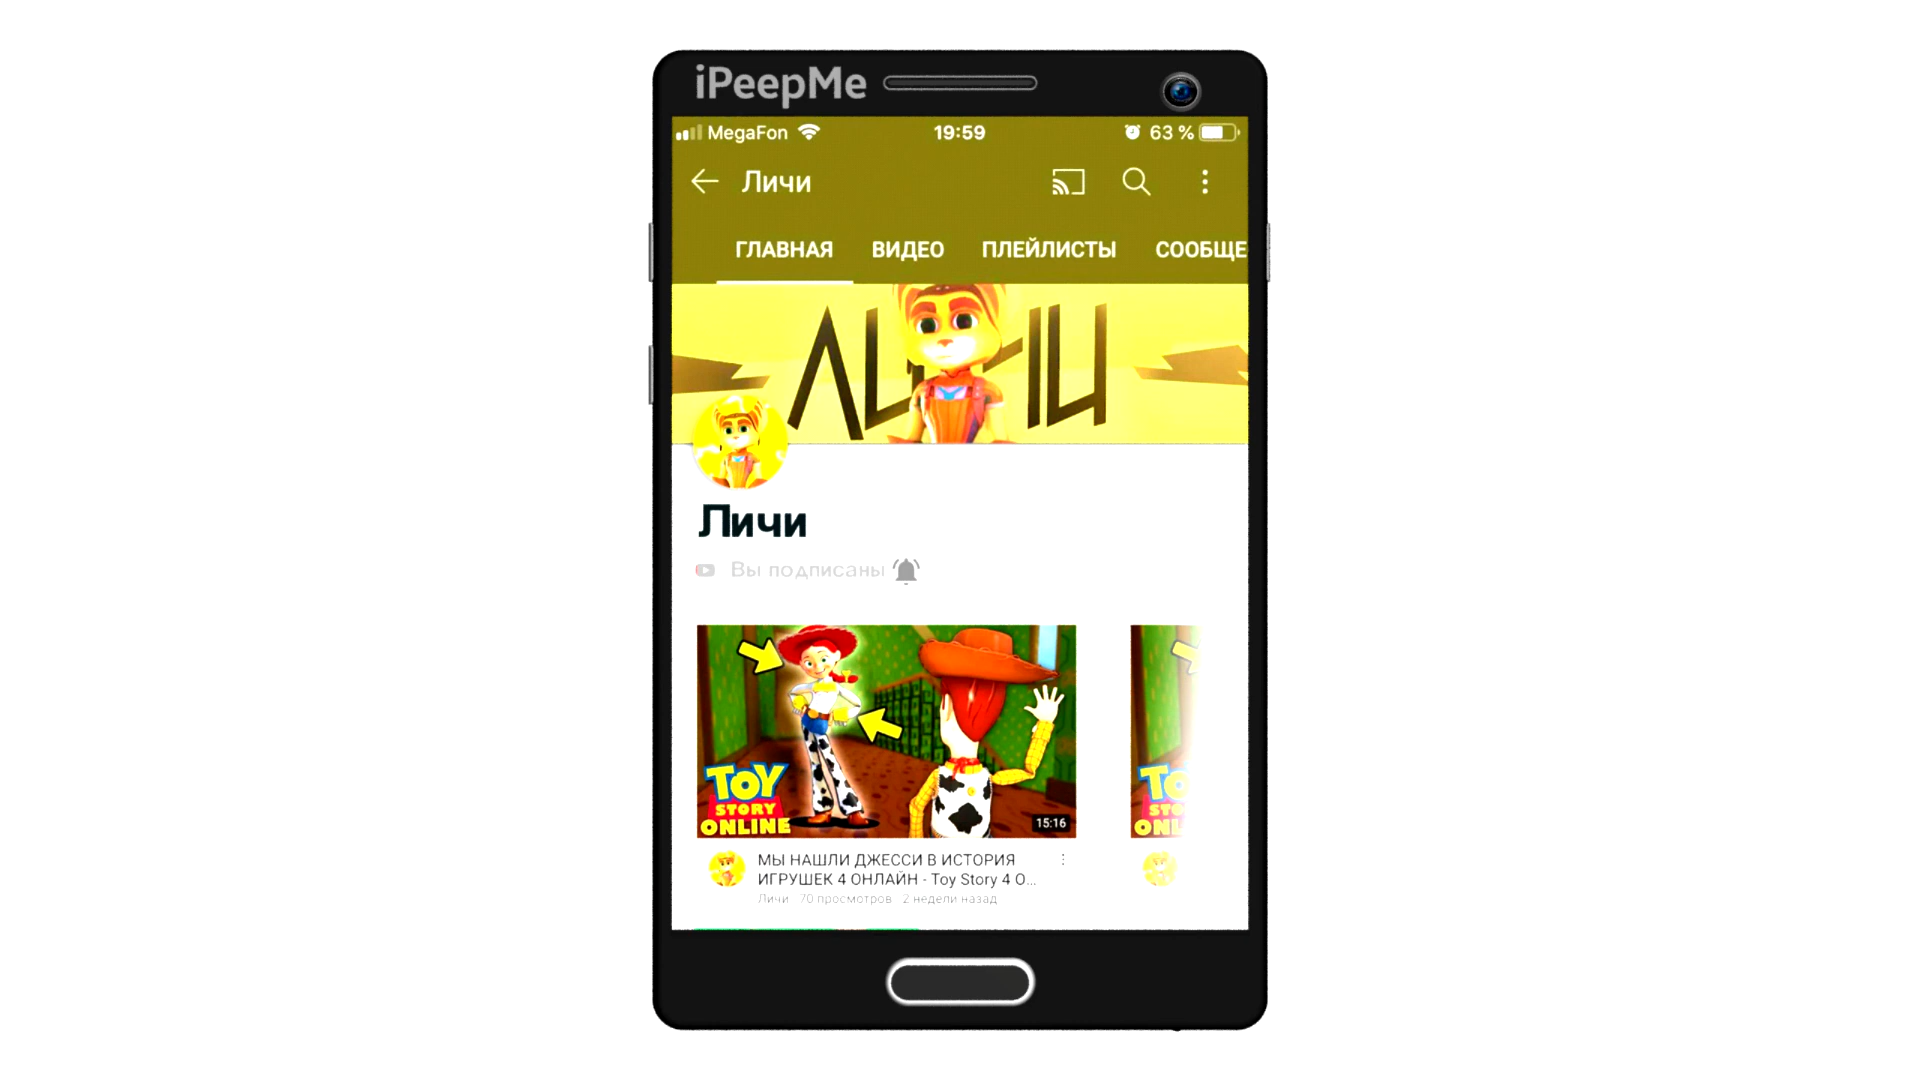 iPeepMe
MegaFon 19:59 63 %
Личи
ГЛАВНАЯ ВИДЕО ПЛЕЙЛИСТЫ СООБЩЕ
Личи
Вы подписаны
TOY
STORY
ONLINE
15:16
МЫ НАШЛИ ДЖЕССИ В ИСТОРИЯ
ИГРУШЕК 4 ОНЛАЙН - Toy Story 4 O...
Личи 70 просмотров 2 недели назад